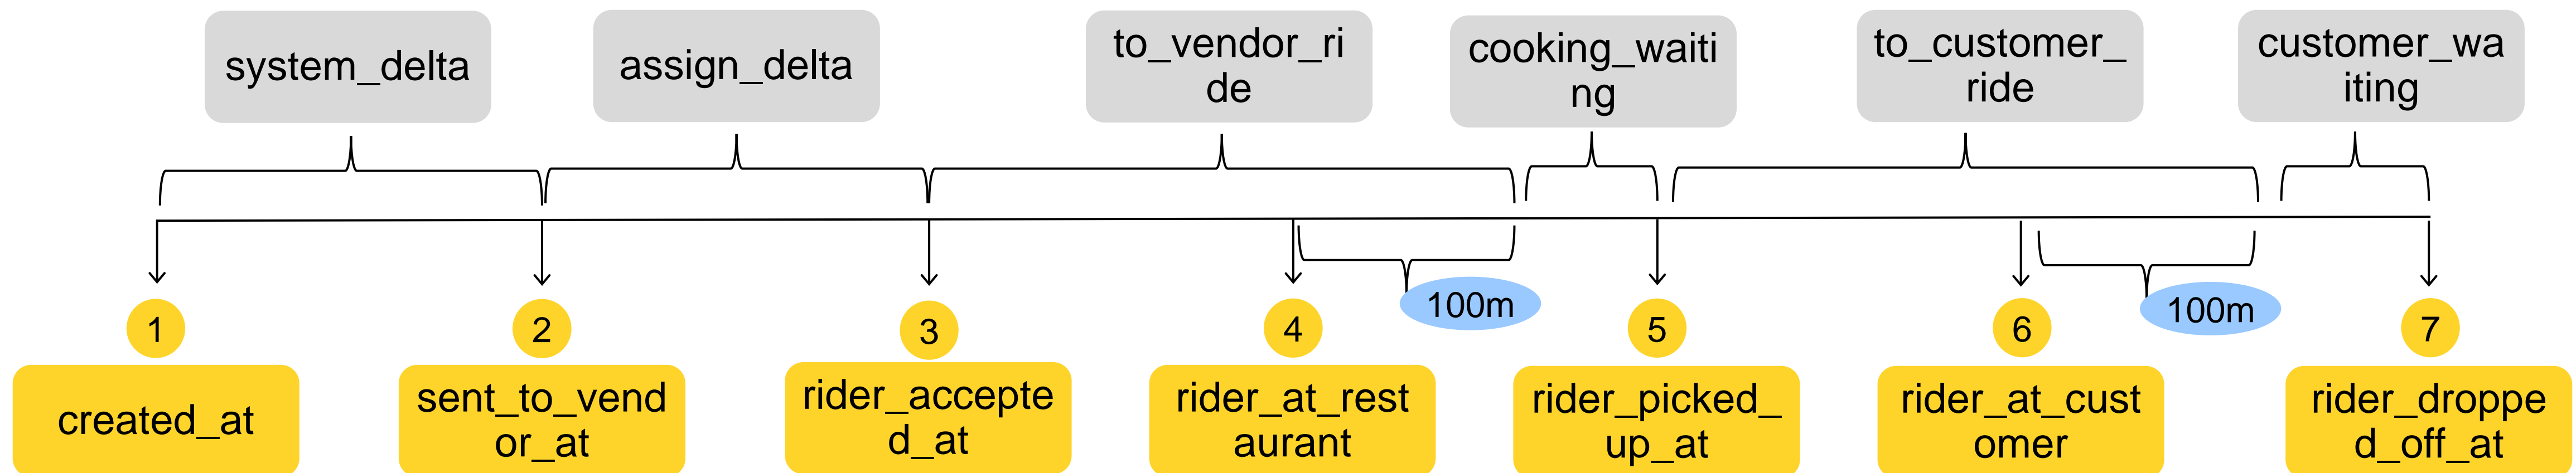 system_delta
assign_delta
to_vendor_ri
de
cooking_waiti
ng
to_customer_
ride
customer_wa
iting
100m
100m
1
2
3
4
5
6
7
created_at
sent_to_vend
or_at
rider_accepte
d_at
rider_at_rest
aurant
rider_picked_
up_at
rider_at_cust
omer
rider_droppe
d_off_at